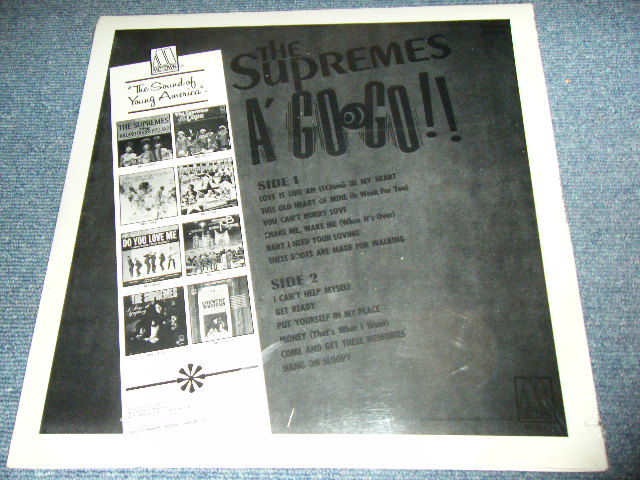 MOTOWN
"The Sound of
Young America"
THE SUPREMES
HOLLAND-DOZIER-HOLLAND
DO YOU LOVE ME
THE SUPREMES
A' GO-GO!!
SIDE 1
LOVE IS LIKE AN ITCHING IN MY HEART
THIS OLD HEART OF MINE (Is Weak For You)
YOU CAN'T HURRY LOVE
SHAKE ME, WAKE ME (When It's Over)
BABY I NEED YOUR LOVING
THESE BOOTS ARE MADE FOR WALKING
SIDE 2
I CAN'T HELP MYSELF
GET READY
PUT YOURSELF IN MY PLACE
MONEY (That's What I Want)
COME AND GET THESE MEMORIES
HANG ON SLOOPY